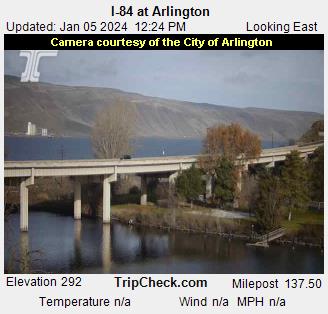 I-84 at Arlington
Updated: Jan 05 2024 12:24 PM Looking East
Camera courtesy of the City of Arlington
Elevation 292 TripCheck.com Milepost 137.50
Temperature n/a Wind n/a MPH n/a